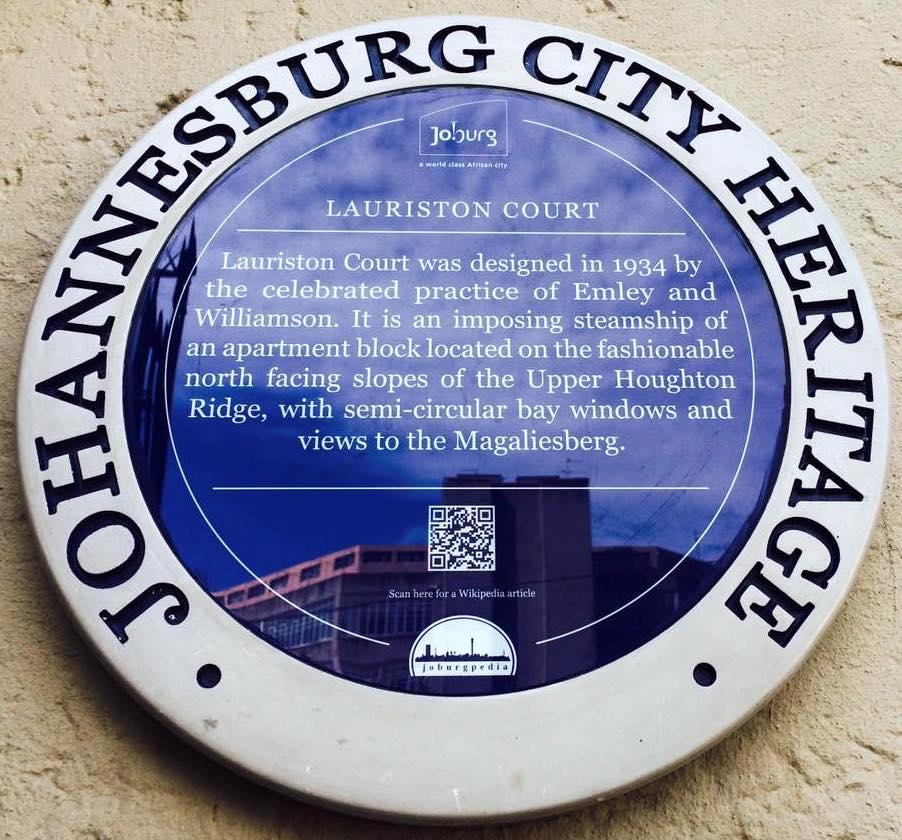 JOHANNESBURG CITY HERITAGE
Joburg
a world class African city
LAURISTON COURT
Lauriston Court was designed in 1934 by
the celebrated practice of Emley and
Williamson. It is an imposing steamship of
an apartment block located on the fashionable
north facing slopes of the Upper Houghton
Ridge, with semi-circular bay windows and
views to the Magaliesberg.
Scan here for a Wikipedia article
joburgpedia